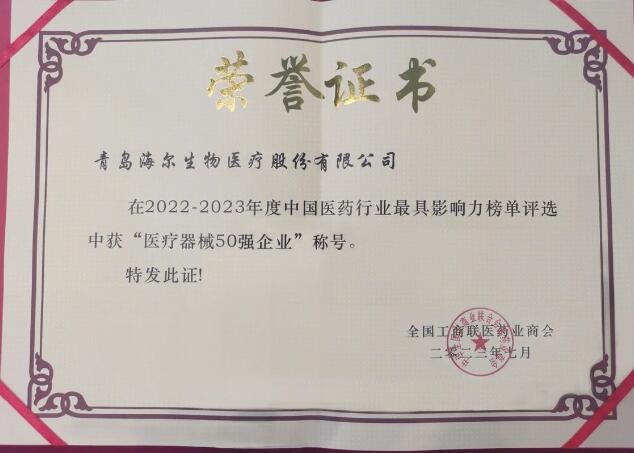 荣誉证书
青岛海尔生物医疗股份有限公司
在2022-2023年度中国医药行业最具影响力榜单评选
中获“医疗器械50强企业”称号。
特发此证!
全国工商联医药业商会
二〇二三年七月